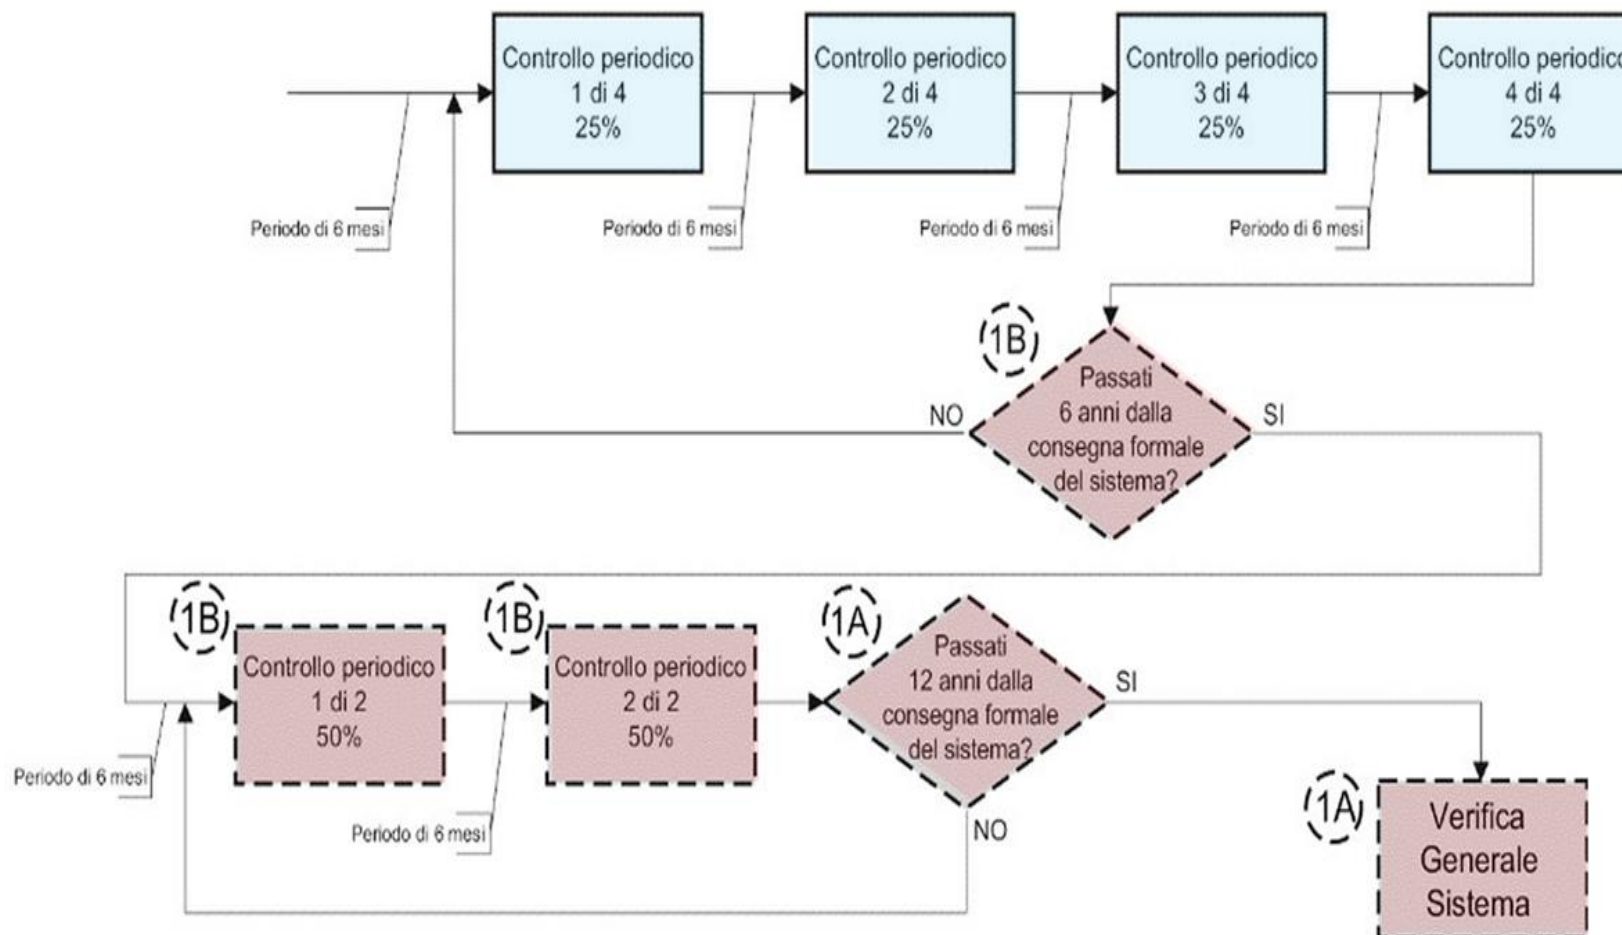 Controllo periodico
1 di 4
25%
Controllo periodico
2 di 4
25%
Controllo periodico
3 di 4
25%
Controllo periodico
4 di 4
25%
Periodo di 6 mesi
Periodo di 6 mesi
Periodo di 6 mesi
Periodo di 6 mesi
1B
Passati
6 anni dalla
consegna formale
del sistema?
NO
SI
1B
Controllo periodico
1 di 2
50%
1B
Controllo periodico
2 di 2
50%
1A
Passati
12 anni dalla
consegna formale
del sistema?
SI
NO
Periodo di 6 mesi
Periodo di 6 mesi
1A
Verifica
Generale
Sistema